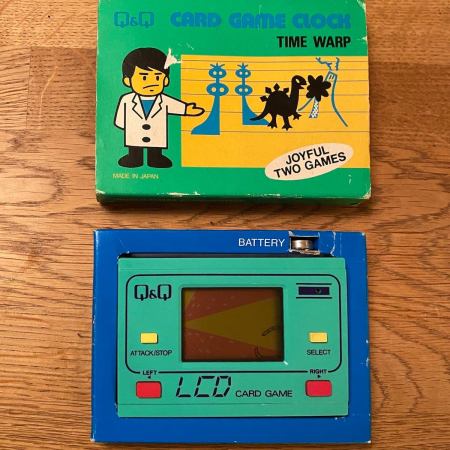 Q&Q CARD GAME CLOCK
TIME WARP
JOYFUL
TWO GAMES
MADE IN JAPAN
BATTERY
Q&Q
ATTACK/STOP
SELECT
LEFT
RIGHT
LCD CARD GAME